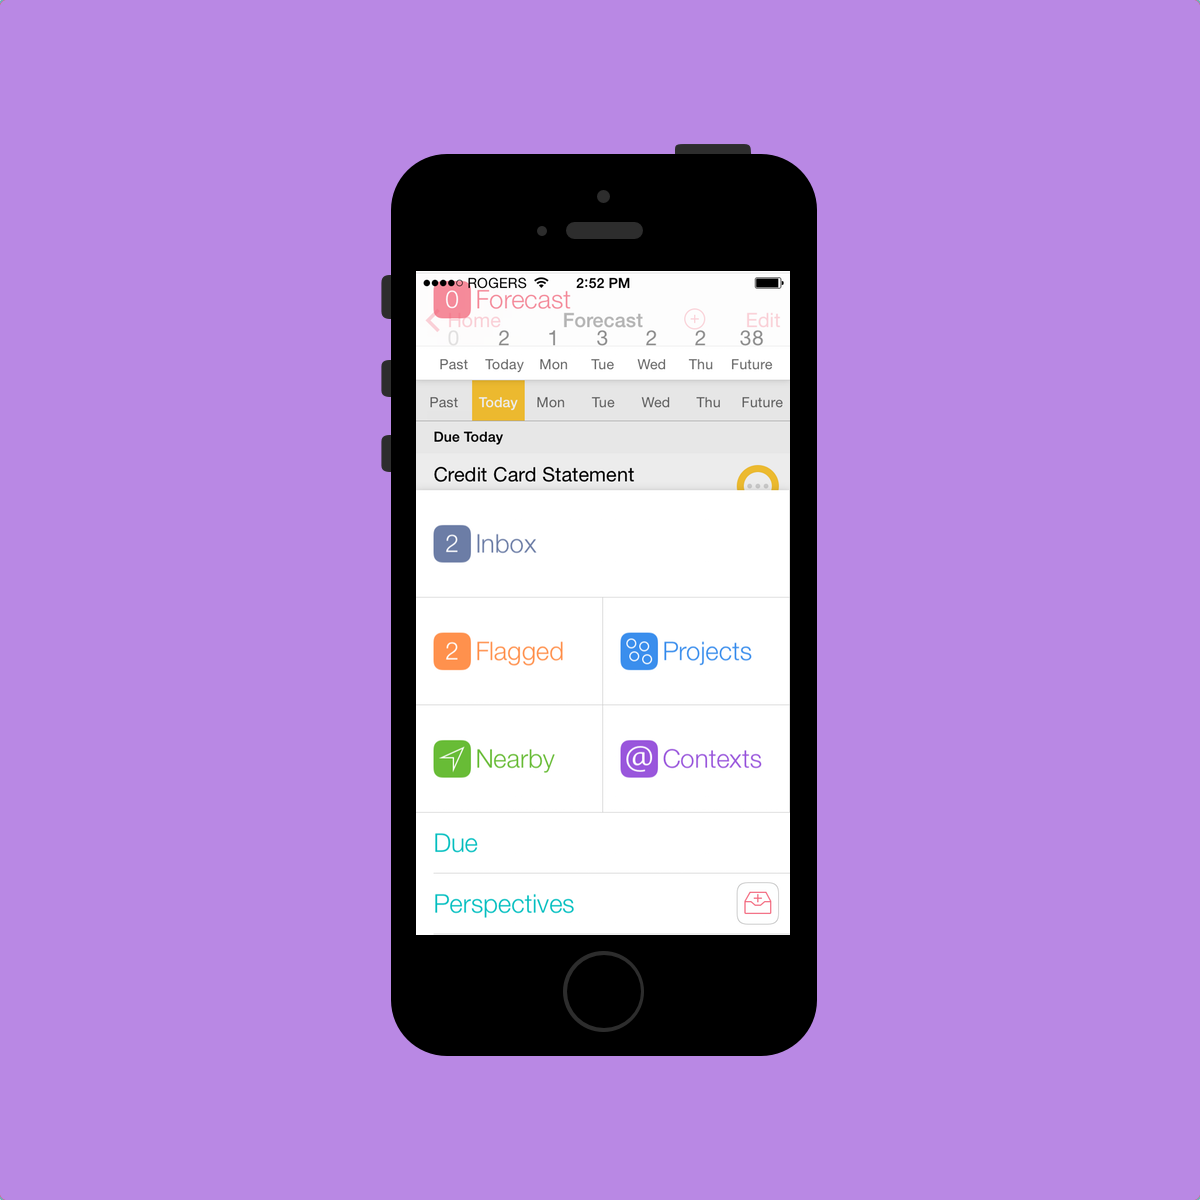 ROGERS 2:52 PM
0 Forecast
Home Forecast Edit
0 2 1 3 2 2 38
Past Today Mon Tue Wed Thu Future
Past Today Mon Tue Wed Thu Future
Due Today
Credit Card Statement
2 Inbox
2 Flagged Projects
Nearby @ Contexts
Due
Perspectives